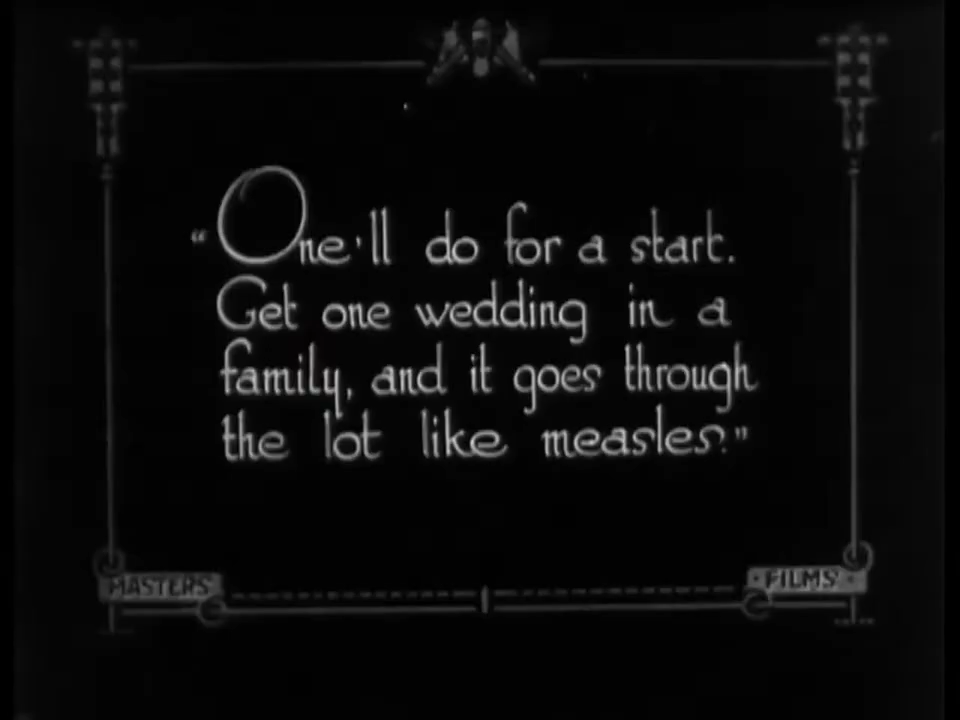 “One'll do for a start.
Get one wedding in a
family, and it goes through
the lot like measles.”
MASTERS
· FILMS ·